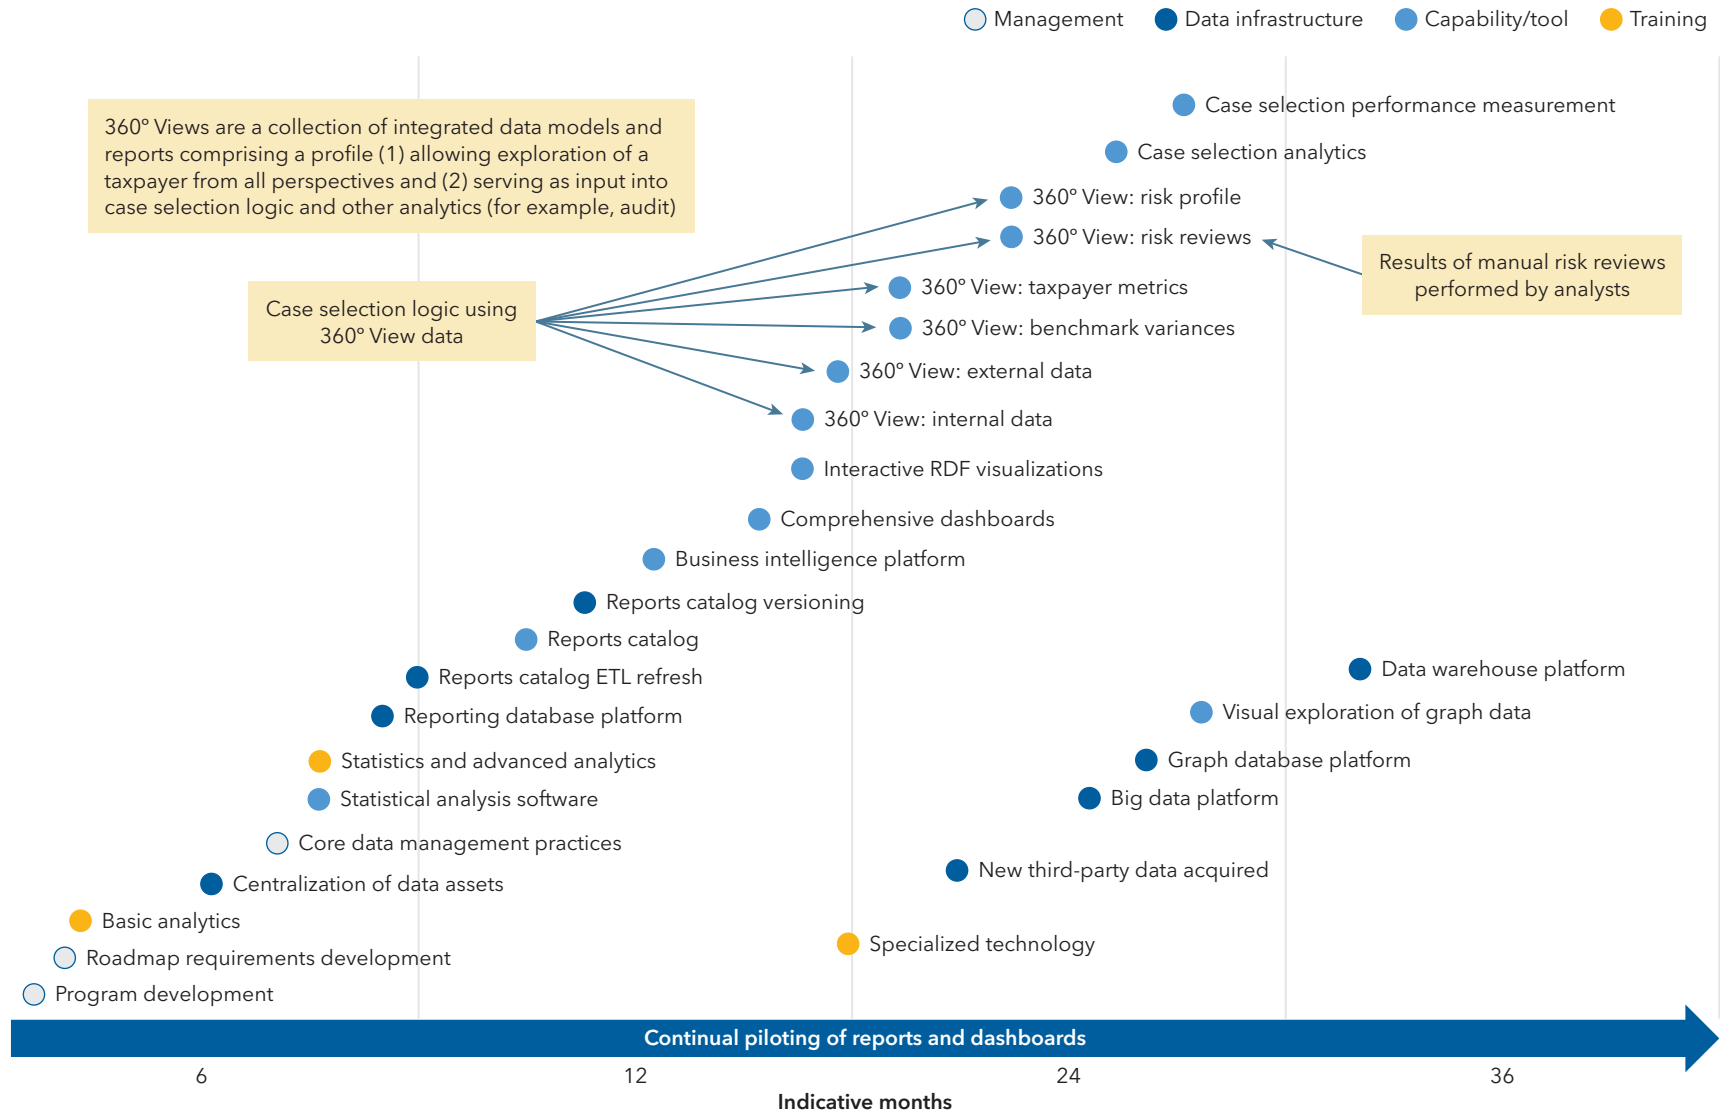 Management
Data infrastructure
Capability/tool
Training
Case selection performance measurement
360º Views are a collection of integrated data models and
reports comprising a profile (1) allowing exploration of a
taxpayer from all perspectives and (2) serving as input into
case selection logic and other analytics (for example, audit)
Case selection analytics
360º View: risk profile
360º View: risk reviews
Results of manual risk reviews
performed by analysts
360º View: taxpayer metrics
Case selection logic using
360º View data
360º View: benchmark variances
360º View: external data
360º View: internal data
Interactive RDF visualizations
Comprehensive dashboards
Business intelligence platform
Reports catalog versioning
Reports catalog
Reports catalog ETL refresh
Data warehouse platform
Reporting database platform
Visual exploration of graph data
Statistics and advanced analytics
Graph database platform
Statistical analysis software
Big data platform
Core data management practices
New third-party data acquired
Centralization of data assets
Basic analytics
Specialized technology
Roadmap requirements development
Program development
Continual piloting of reports and dashboards
6
12
24
36
Indicative months